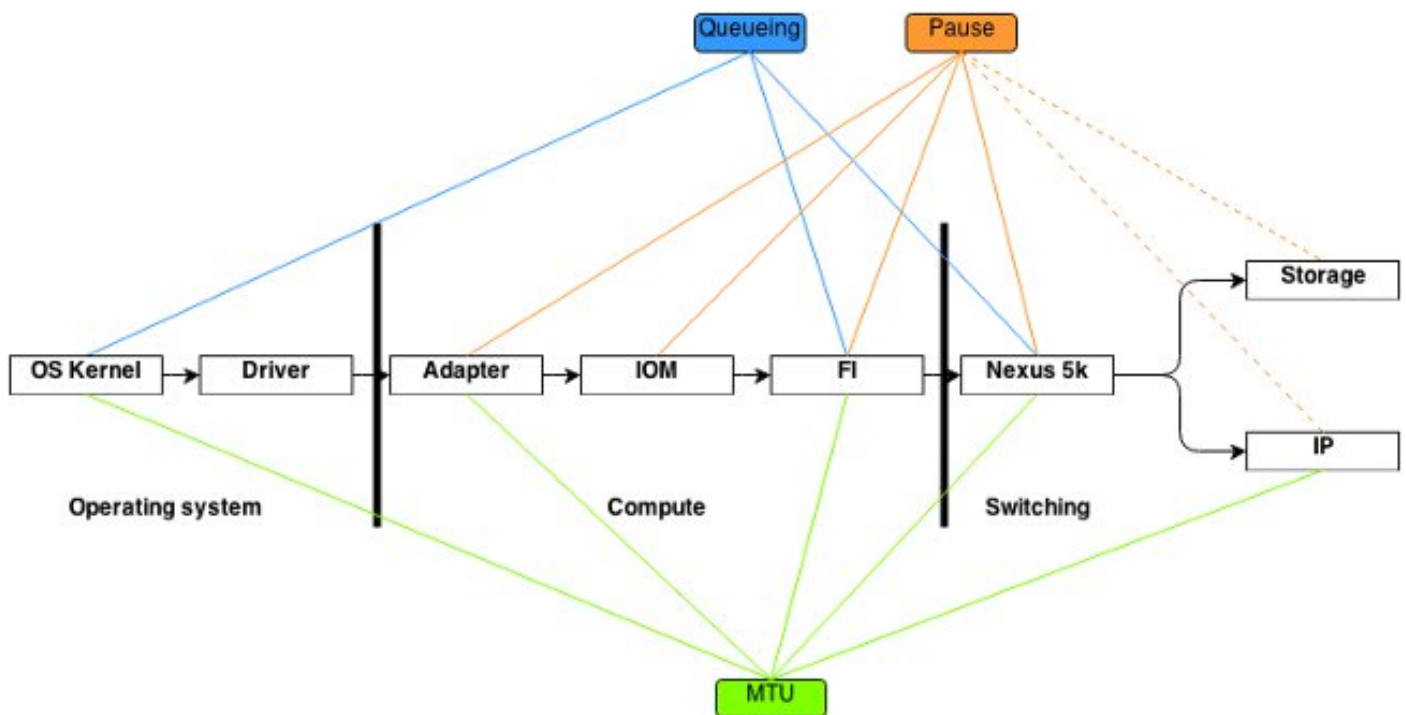 Queueing
Pause
Storage
OS Kernel
Driver
Adapter
IOM
FI
Nexus 5k
IP
Operating system
Compute
Switching
MTU